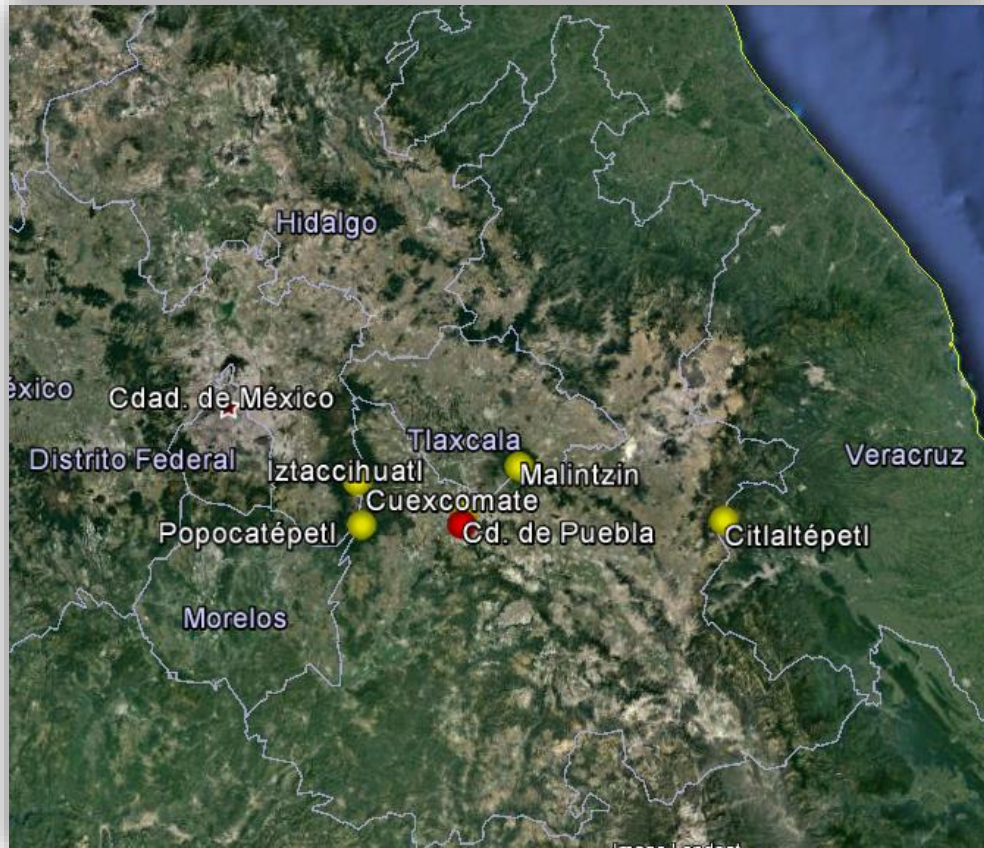 Hidalgo
éxico
Cdad. de México
Tlaxcala
Distrito Federal
Veracruz
Iztaccihuatl
Malintzin
Cuexcomate
Popocatépetl
Cd. de Puebla
Citlaltépetl
Morelos